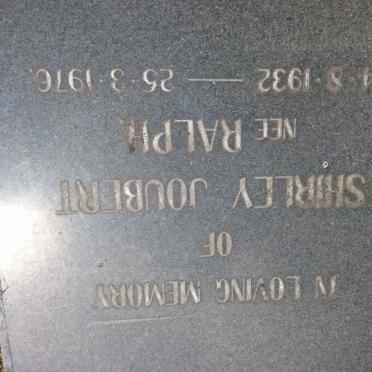 IN LOVING MEMORY
OF
SHIRLEY JOUBERT
NEE RALPH.
4·8·1932 — 25·3·1976.